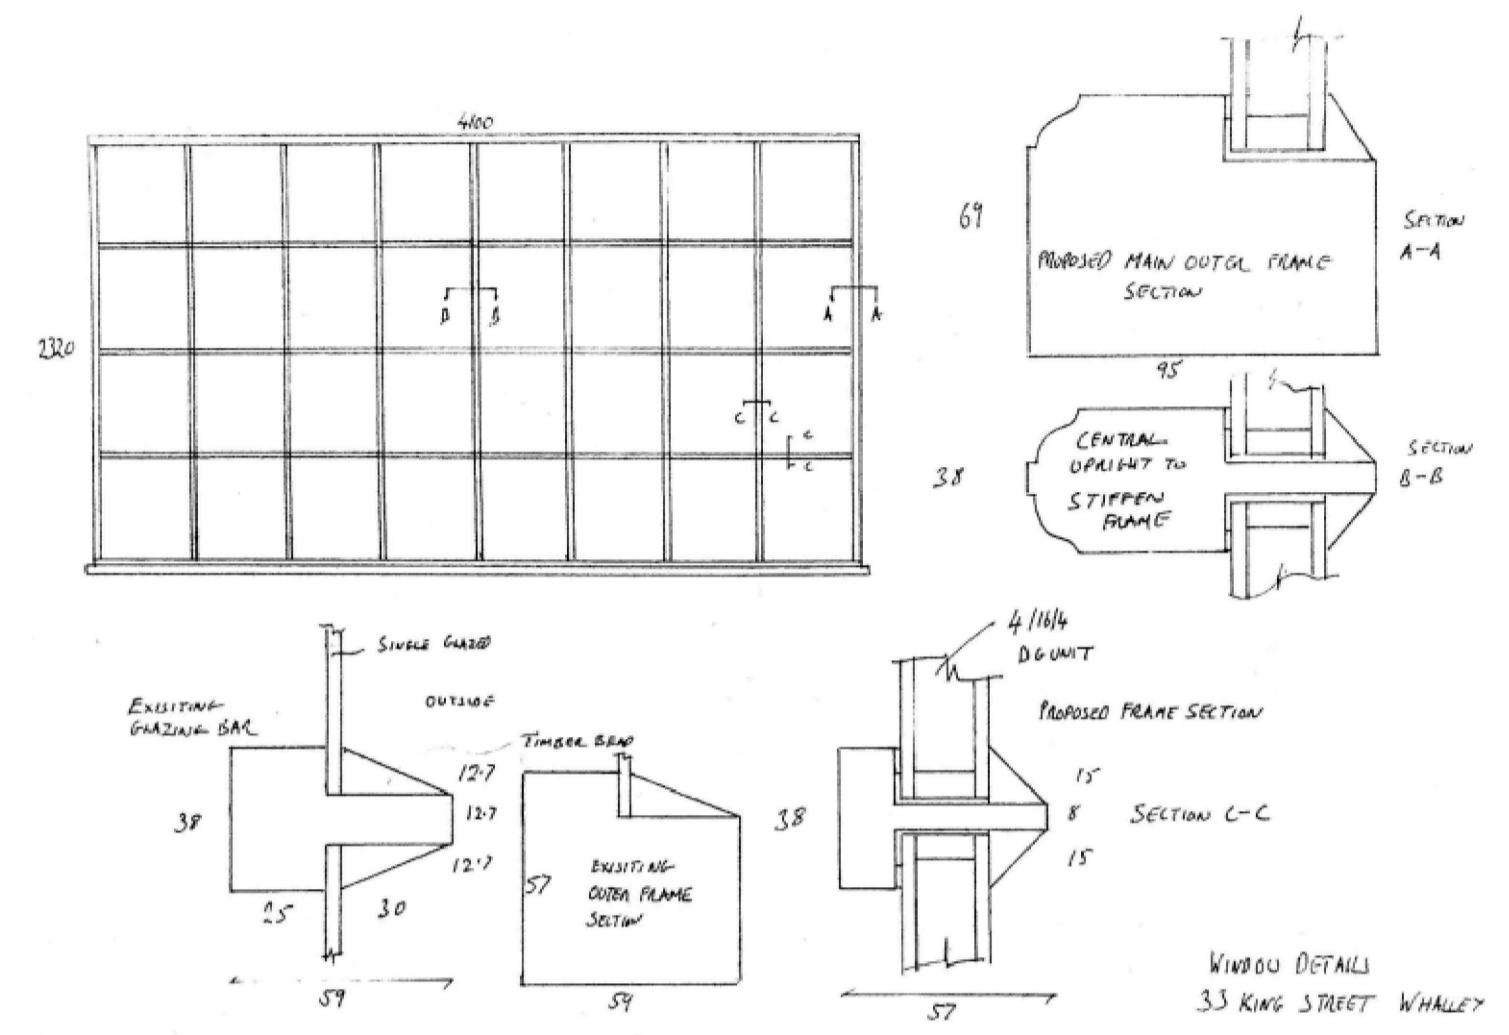 4100
2320
B B
A A
C C
C
C
69
PROPOSED MAIN OUTER FRAME
SECTION
95
SECTION
A-A
38
CENTRAL
UPRIGHT TO
STIFFEN
FRAME
SECTION
B-B
SINGLE GLAZED
OUTSIDE
EXISITING
GLAZING BAR
TIMBER BEAD
38
12.7
12.7
12.7
25
30
59
57
EXISITING
OUTER FRAME
SECTION
59
4/16/4
DG UNIT
PROPOSED FRAME SECTION
38
15
8
15
SECTION C-C
57
WINDOW DETAILS
33 KING STREET WHALLEY